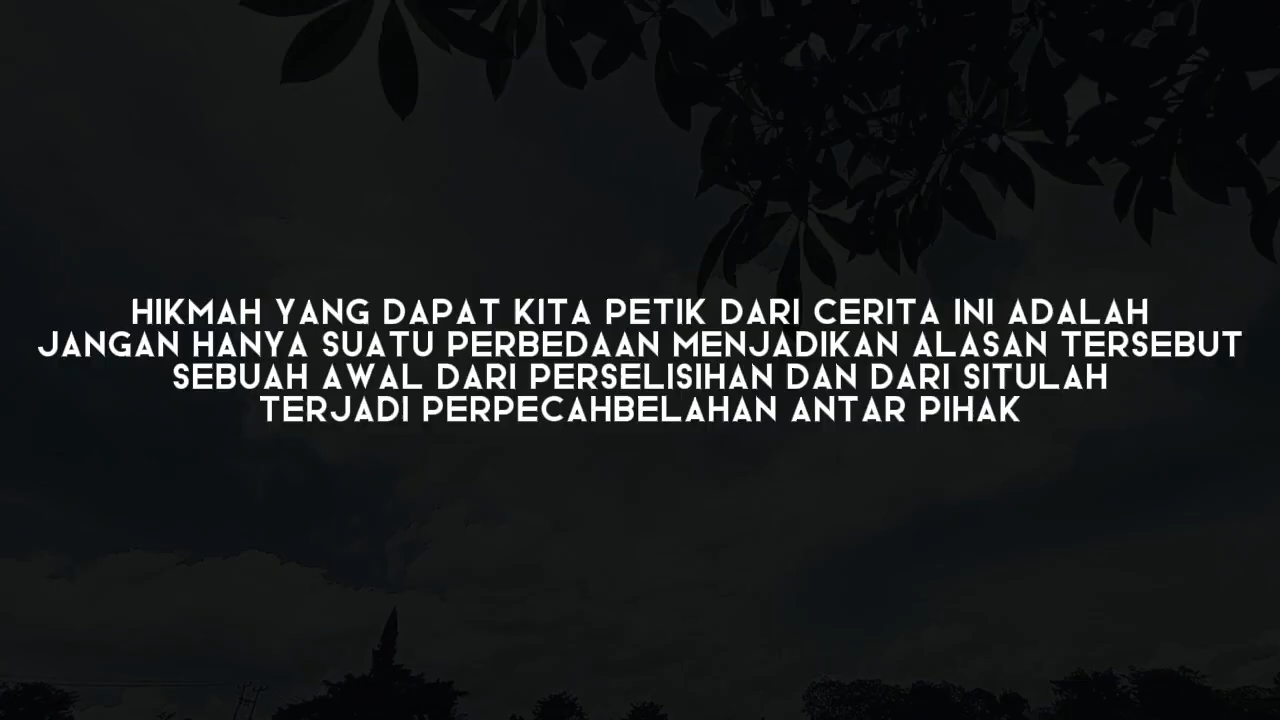 HIKMAH YANG DAPAT KITA PETIK DARI CERITA INI ADALAH
JANGAN HANYA SUATU PERBEDAAN MENJADIKAN ALASAN TERSEBUT
SEBUAH AWAL DARI PERSELISIHAN DAN DARI SITULAH
TERJADI PERPECAHBELAHAN ANTAR PIHAK